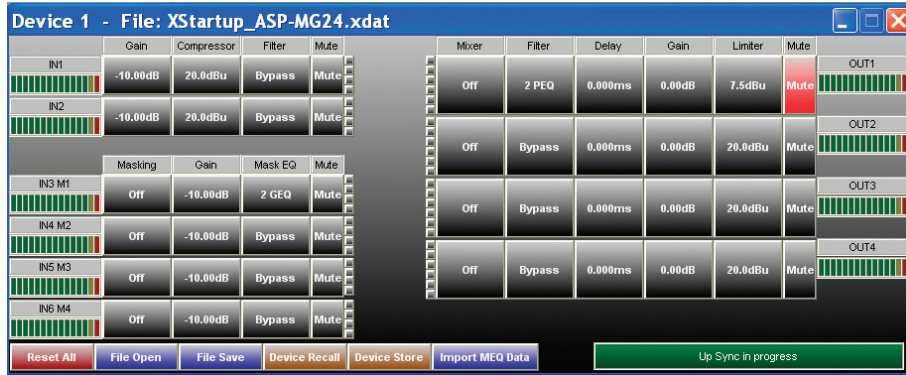 Device 1 - File: XStartup_ASP-MG24.xdat
Gain Compressor Filter Mute
IN1 -10.00dB 20.0dBu Bypass Mute
IN2 -10.00dB 20.0dBu Bypass Mute
Masking Gain Mask EQ Mute
IN3 M1 Off -10.00dB 2 GEQ Mute
IN4 M2 Off -10.00dB Bypass Mute
IN5 M3 Off -10.00dB Bypass Mute
IN6 M4 Off -10.00dB Bypass Mute
Mixer Filter Delay Gain Limiter Mute
Off 2 PEQ 0.000ms 0.00dB 7.5dBu Mute OUT1
Off Bypass 0.000ms 0.00dB 20.0dBu Mute OUT2
Off Bypass 0.000ms 0.00dB 20.0dBu Mute OUT3
Off Bypass 0.000ms 0.00dB 20.0dBu Mute OUT4
Reset All File Open File Save Device Recall Device Store Import MEQ Data Up Sync in progress